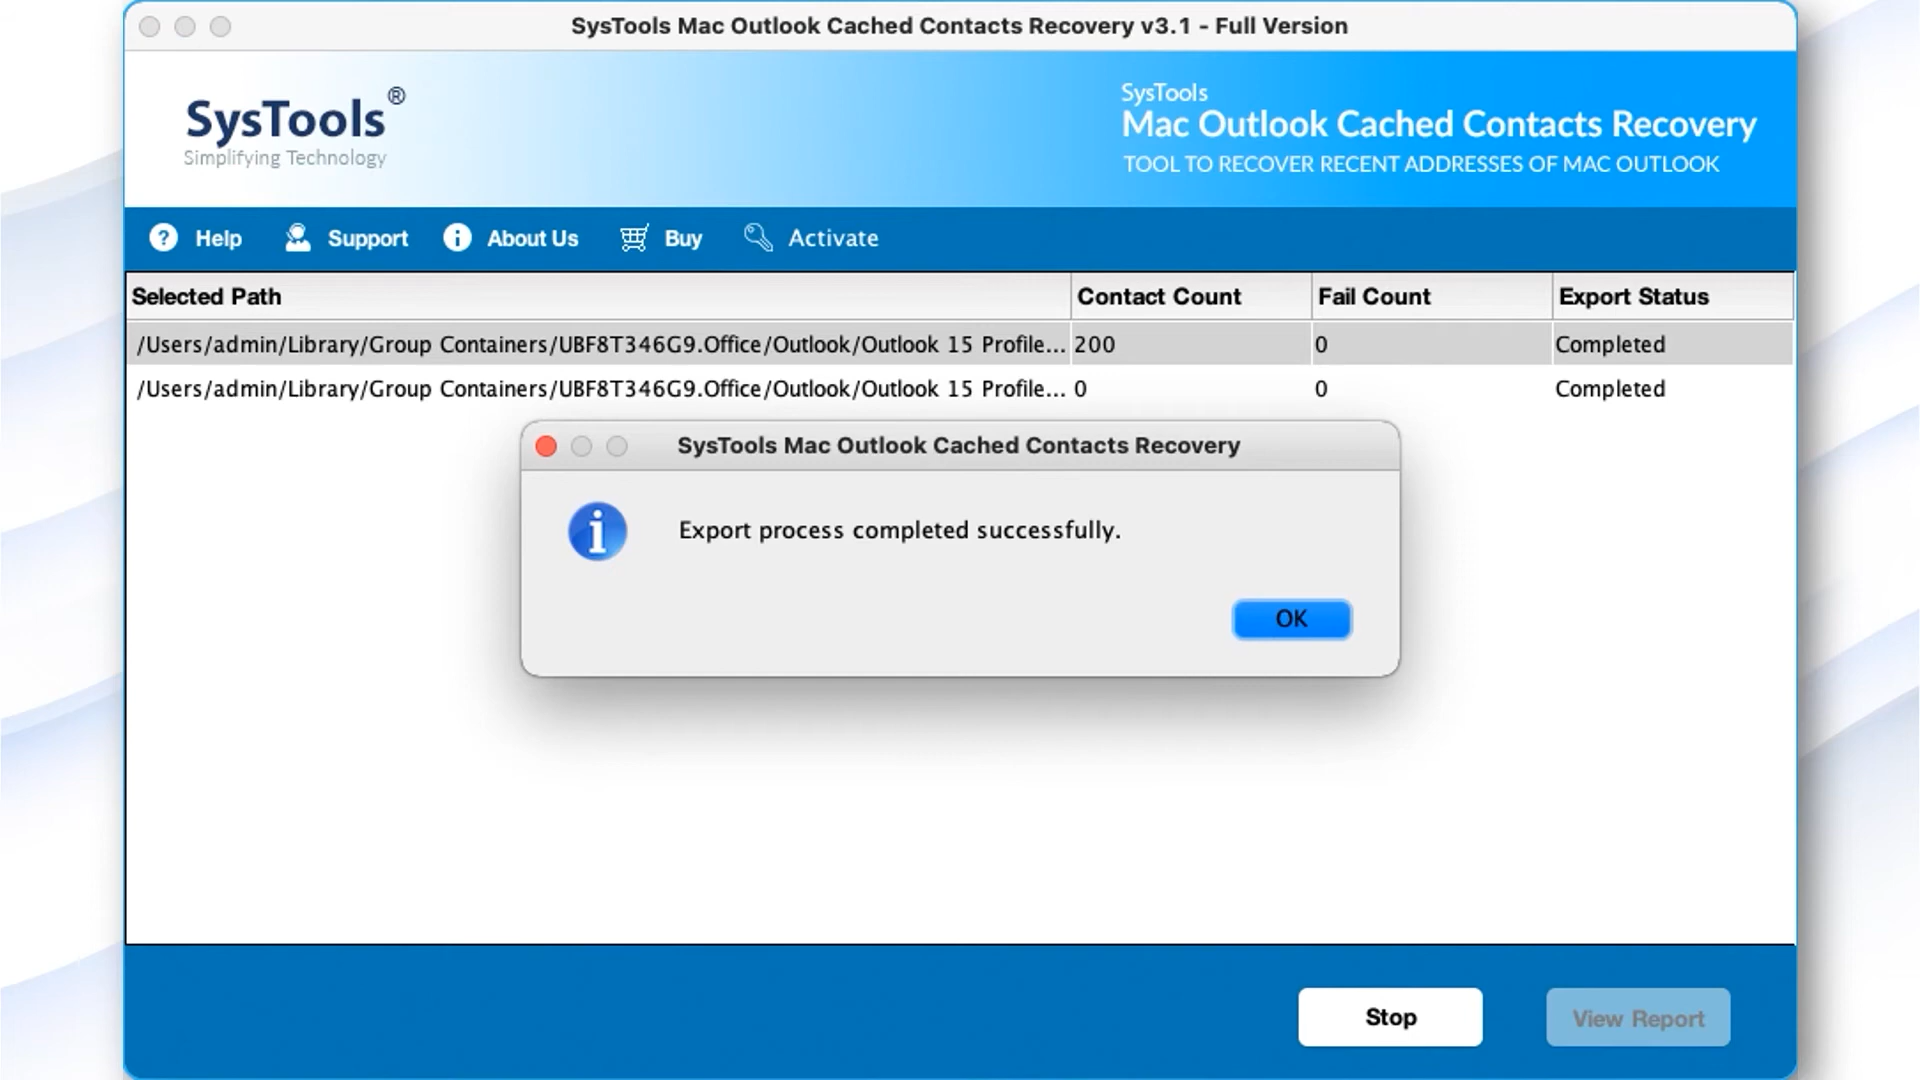 SysTools Mac Outlook Cached Contacts Recovery v3.1 - Full Version
SysTools®
Simplifying Technology
SysTools
Mac Outlook Cached Contacts Recovery
TOOL TO RECOVER RECENT ADDRESSES OF MAC OUTLOOK
? Help Support i About Us Buy Activate
Selected Path Contact Count Fail Count Export Status
/Users/admin/Library/Group Containers/UBF8T346G9.Office/Outlook/Outlook 15 Profile... 200 0 Completed
/Users/admin/Library/Group Containers/UBF8T346G9.Office/Outlook/Outlook 15 Profile... 0 0 Completed
SysTools Mac Outlook Cached Contacts Recovery
i Export process completed successfully.
OK
Stop View Report